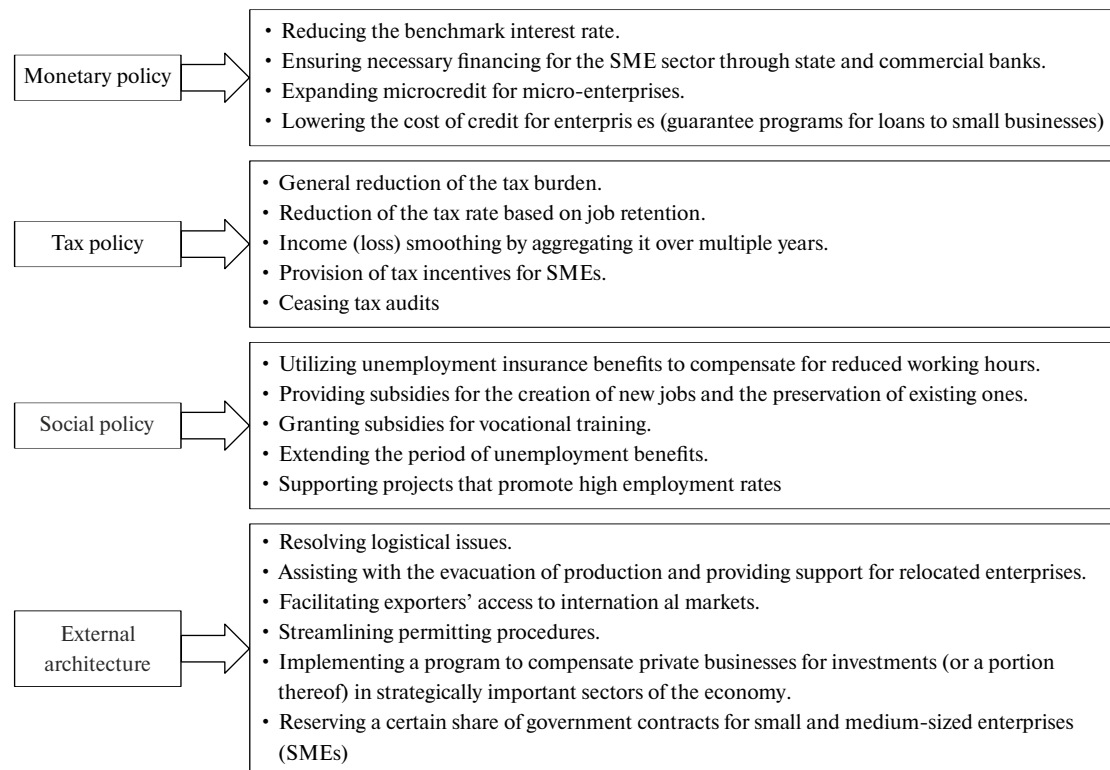 Monetary policy
• Reducing the benchmark interest rate.
• Ensuring necessary financing for the SME sector through state and commercial banks.
• Expanding microcredit for micro-enterprises.
• Lowering the cost of credit for enterpris es (guarantee programs for loans to small businesses)
Tax policy
• General reduction of the tax burden.
• Reduction of the tax rate based on job retention.
• Income (loss) smoothing by aggregating it over multiple years.
• Provision of tax incentives for SMEs.
• Ceasing tax audits
Social policy
• Utilizing unemployment insurance benefits to compensate for reduced working hours.
• Providing subsidies for the creation of new jobs and the preservation of existing ones.
• Granting subsidies for vocational training.
• Extending the period of unemployment benefits.
• Supporting projects that promote high employment rates
External
architecture
• Resolving logistical issues.
• Assisting with the evacuation of production and providing support for relocated enterprises.
• Facilitating exporters’ access to internation al markets.
• Streamlining permitting procedures.
• Implementing a program to compensate private businesses for investments (or a portion
thereof) in strategically important sectors of the economy.
• Reserving a certain share of government contracts for small and medium-sized enterprises
(SMEs)